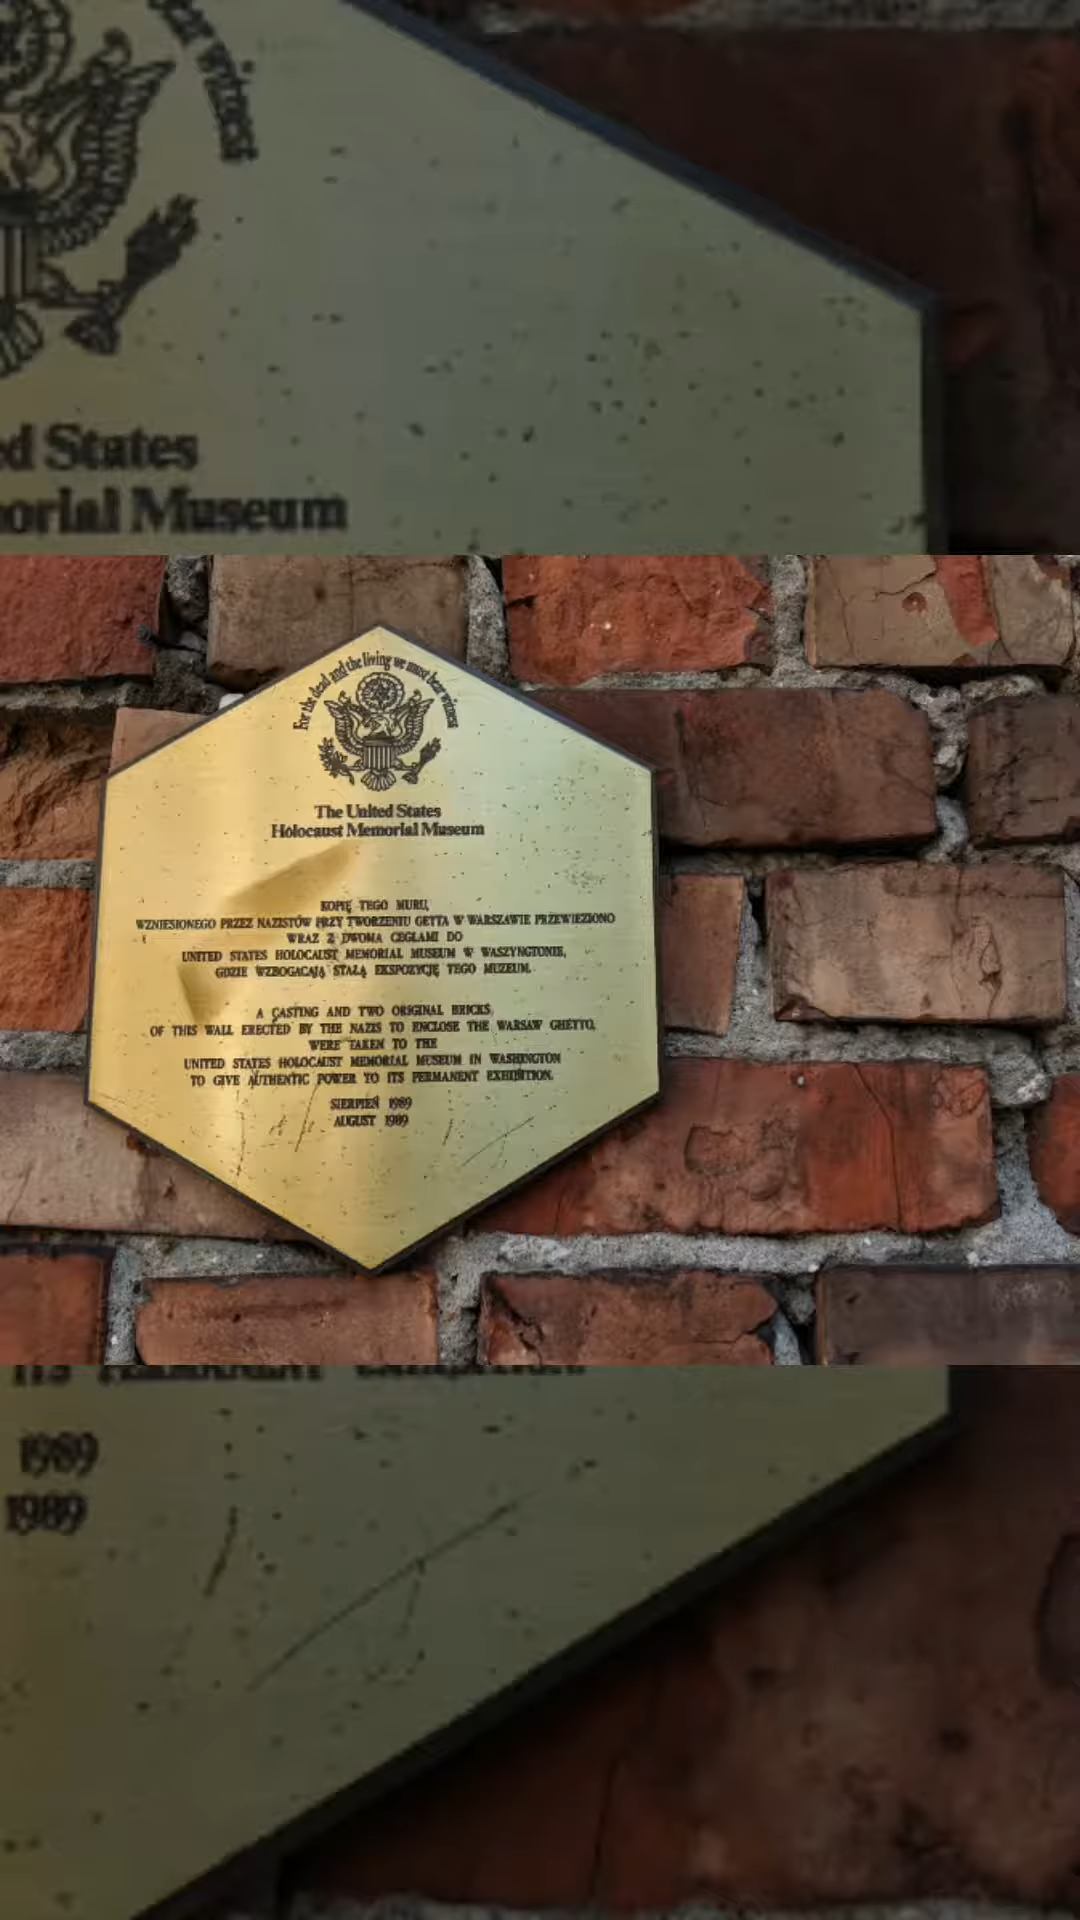 ed States
orial Museum
For the dead and the living we must bear witness
The United States
Holocaust Memorial Museum
KOPIĘ TEGO MURU,
WZNIESIONEGO PRZEZ NAZISTÓW PRZY TWORZENIU GETTA W WARSZAWIE PRZEWIEZIONO
WRAZ Z DWOMA CEGŁAMI DO
UNITED STATES HOLOCAUST MEMORIAL MUSEUM W WASZYNGTONIE,
GDZIE WZBOGACAJĄ STAŁĄ EKSPOZYCJĘ TEGO MUZEUM.
A CASTING AND TWO ORIGINAL BRICKS
OF THIS WALL ERECTED BY THE NAZIS TO ENCLOSE THE WARSAW GHETTO,
WERE TAKEN TO THE
UNITED STATES HOLOCAUST MEMORIAL MUSEUM IN WASHINGTON
TO GIVE AUTHENTIC POWER TO ITS PERMANENT EXHIBITION.
SIERPIEŃ 1989
AUGUST 1989
1989
1989